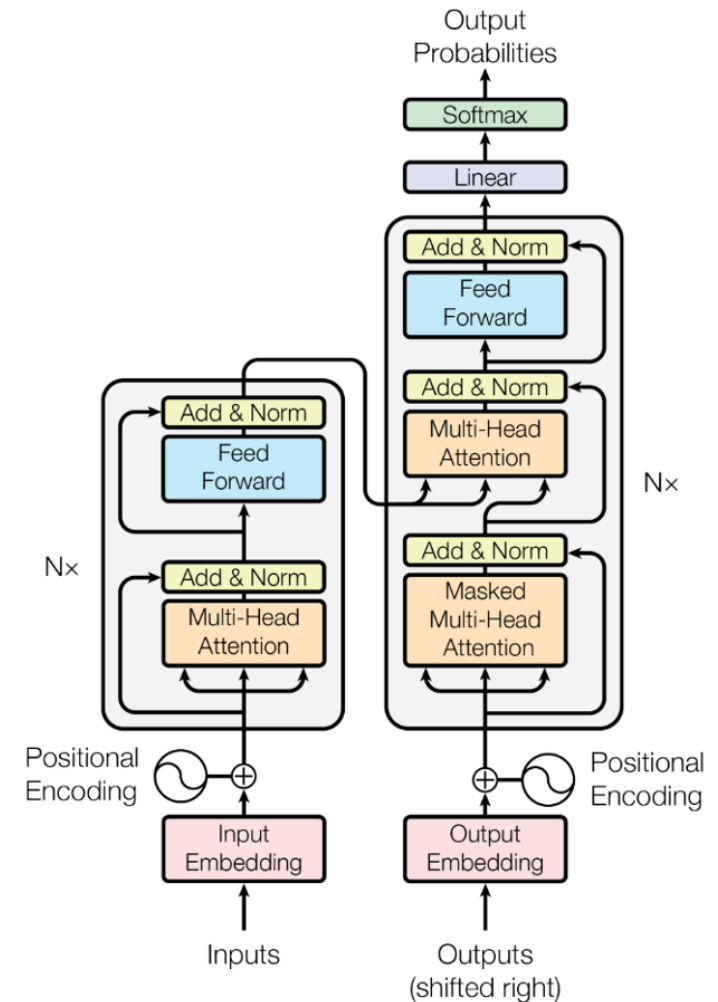 Output
Probabilities
Softmax
Linear
Add & Norm
Feed
Forward
Add & Norm
Multi-Head
Attention
Add & Norm
Masked
Multi-Head
Attention
N×
Add & Norm
Feed
Forward
Add & Norm
Multi-Head
Attention
N×
Positional
Encoding
Positional
Encoding
Input
Embedding
Output
Embedding
Inputs
Outputs
(shifted right)